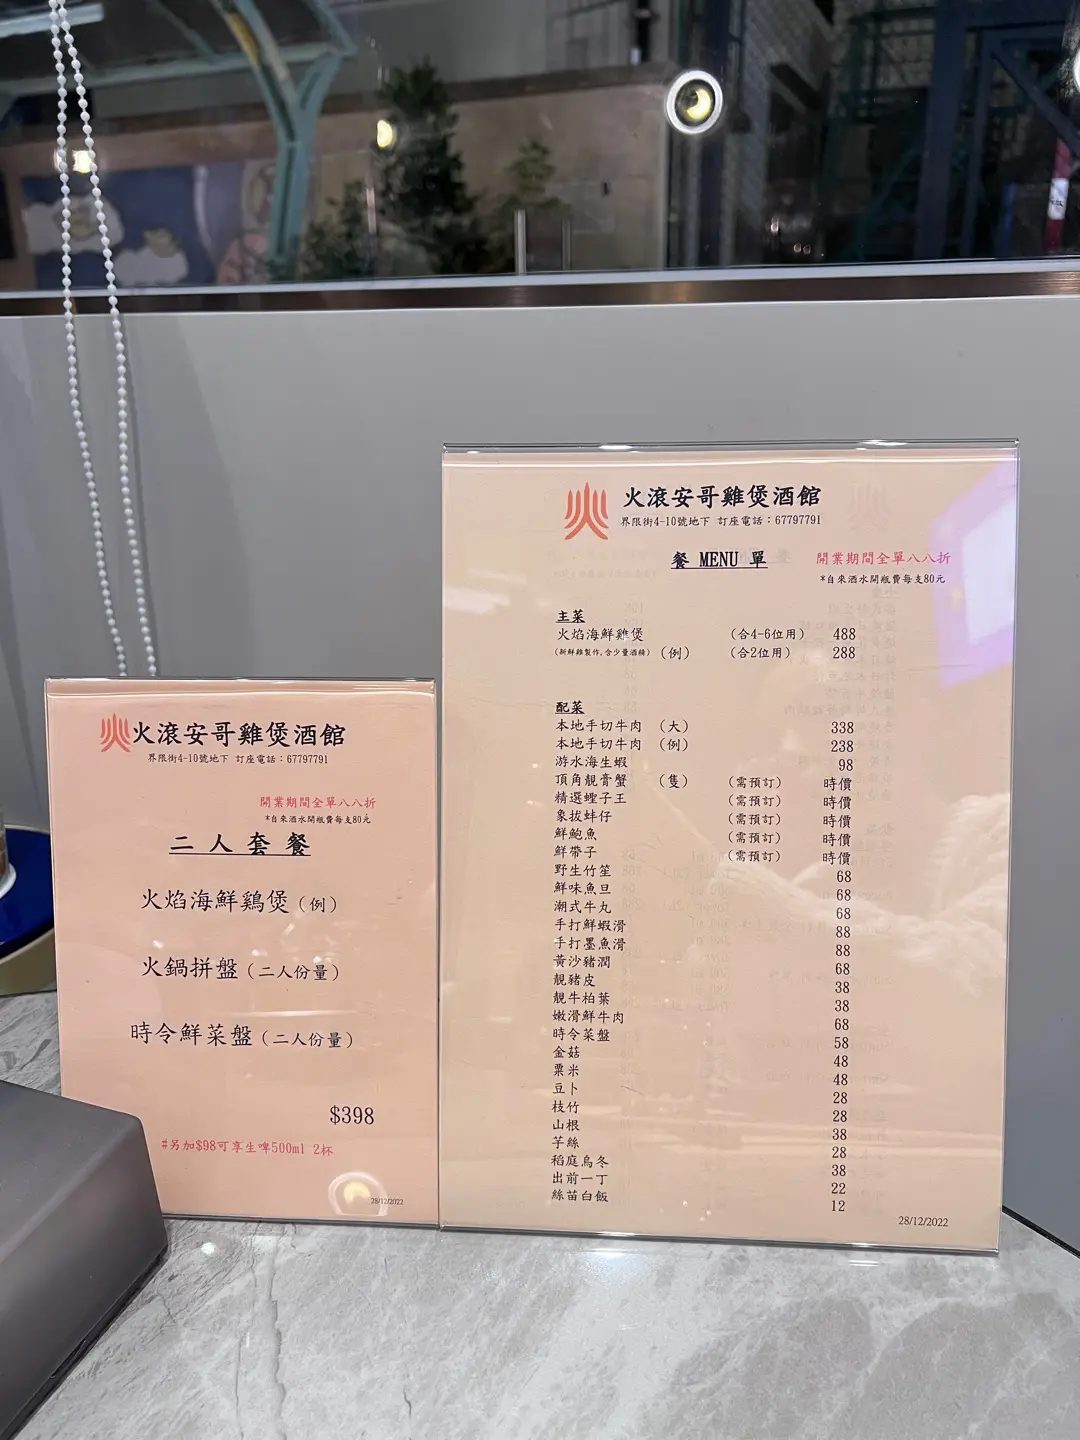 火滾安哥雞煲酒館
界限街4-10號地下 訂座電話：67797791
開業期間全單八八折
*自來酒水開瓶費每支80元
二人套餐
火焰海鮮鷄煲（例）
火鍋拼盤（二人份量）
時令鮮菜盤（二人份量）
$398
#另加$98可享生啤500ml 2杯
28/12/2022
火滾安哥雞煲酒館
界限街4-10號地下 訂座電話：67797791
餐 MENU 單
開業期間全單八八折
*自來酒水開瓶費每支80元
主菜
火焰海鮮雞煲 （合4-6位用） 488
（新鮮雞製作,含少量酒精）（例） （合2位用） 288
配菜
本地手切牛肉 （大） 338
本地手切牛肉 （例） 238
游水海生蝦 98
頂角靚膏蟹 （隻） （需預訂） 時價
精選蟶子王 （需預訂） 時價
象拔蚌仔 （需預訂） 時價
鮮鮑魚 （需預訂） 時價
鮮帶子 （需預訂） 時價
野生竹笙 68
鮮味魚旦 68
潮式牛丸 68
手打鮮蝦滑 88
手打墨魚滑 88
黃沙豬潤 68
靚豬皮 38
靚牛柏葉 38
嫩滑鮮牛肉 68
時令菜盤 58
金菇 48
粟米 48
豆卜 28
枝竹 28
山根 38
芋絲 28
稻庭烏冬 38
出前一丁 22
絲苗白飯 12
28/12/2022